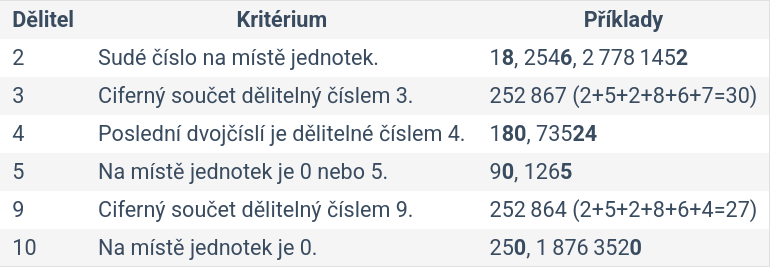 Dělitel Kritérium Příklady
2 Sudé číslo na místě jednotek. 18, 2546, 2 778 1452
3 Ciferný součet dělitelný číslem 3. 252 867 (2+5+2+8+6+7=30)
4 Poslední dvojčíslí je dělitelné číslem 4. 180, 73524
5 Na místě jednotek je 0 nebo 5. 90, 1265
9 Ciferný součet dělitelný číslem 9. 252 864 (2+5+2+8+6+4=27)
10 Na místě jednotek je 0. 250, 1 876 3520